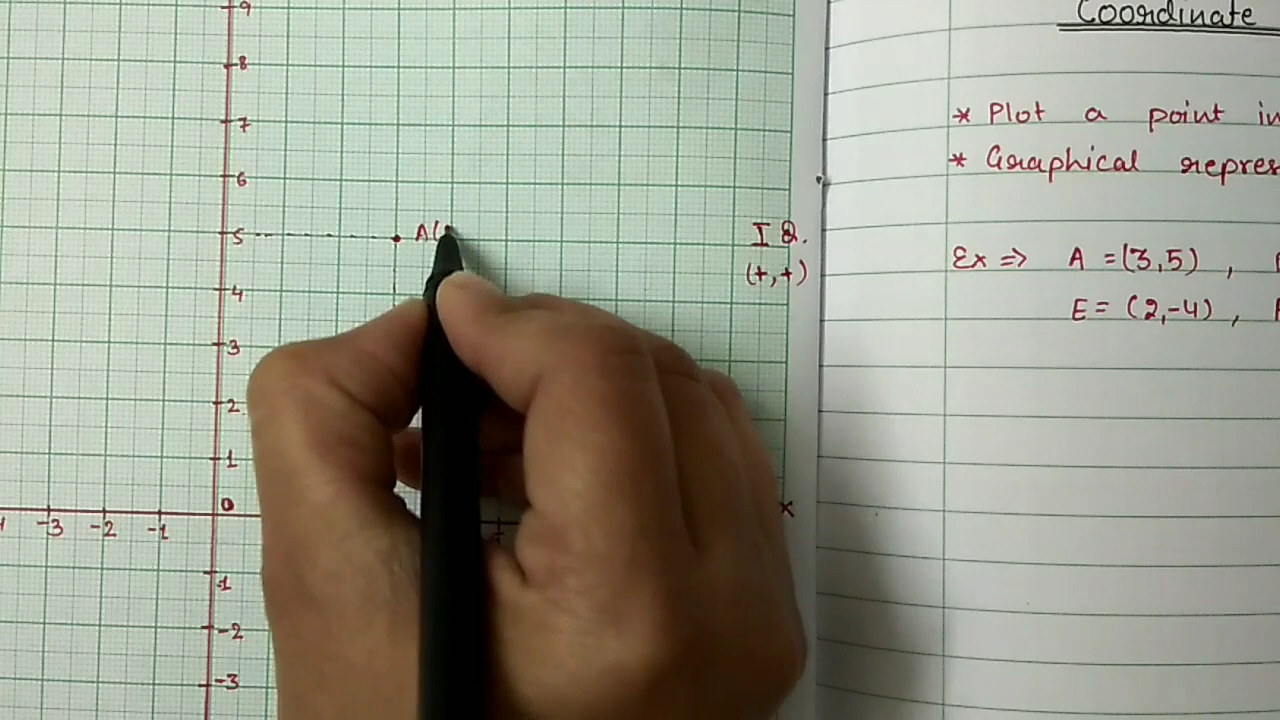 9
8
7
6
5
A(
I Q.
(+,+)
4
3
2
1
0
X
-3 -2 -1
-1
-2
-3
Coordinate
* Plot a point in
* Graphical repres
Ex => A = (3,5) ,
E = (2,-4) ,